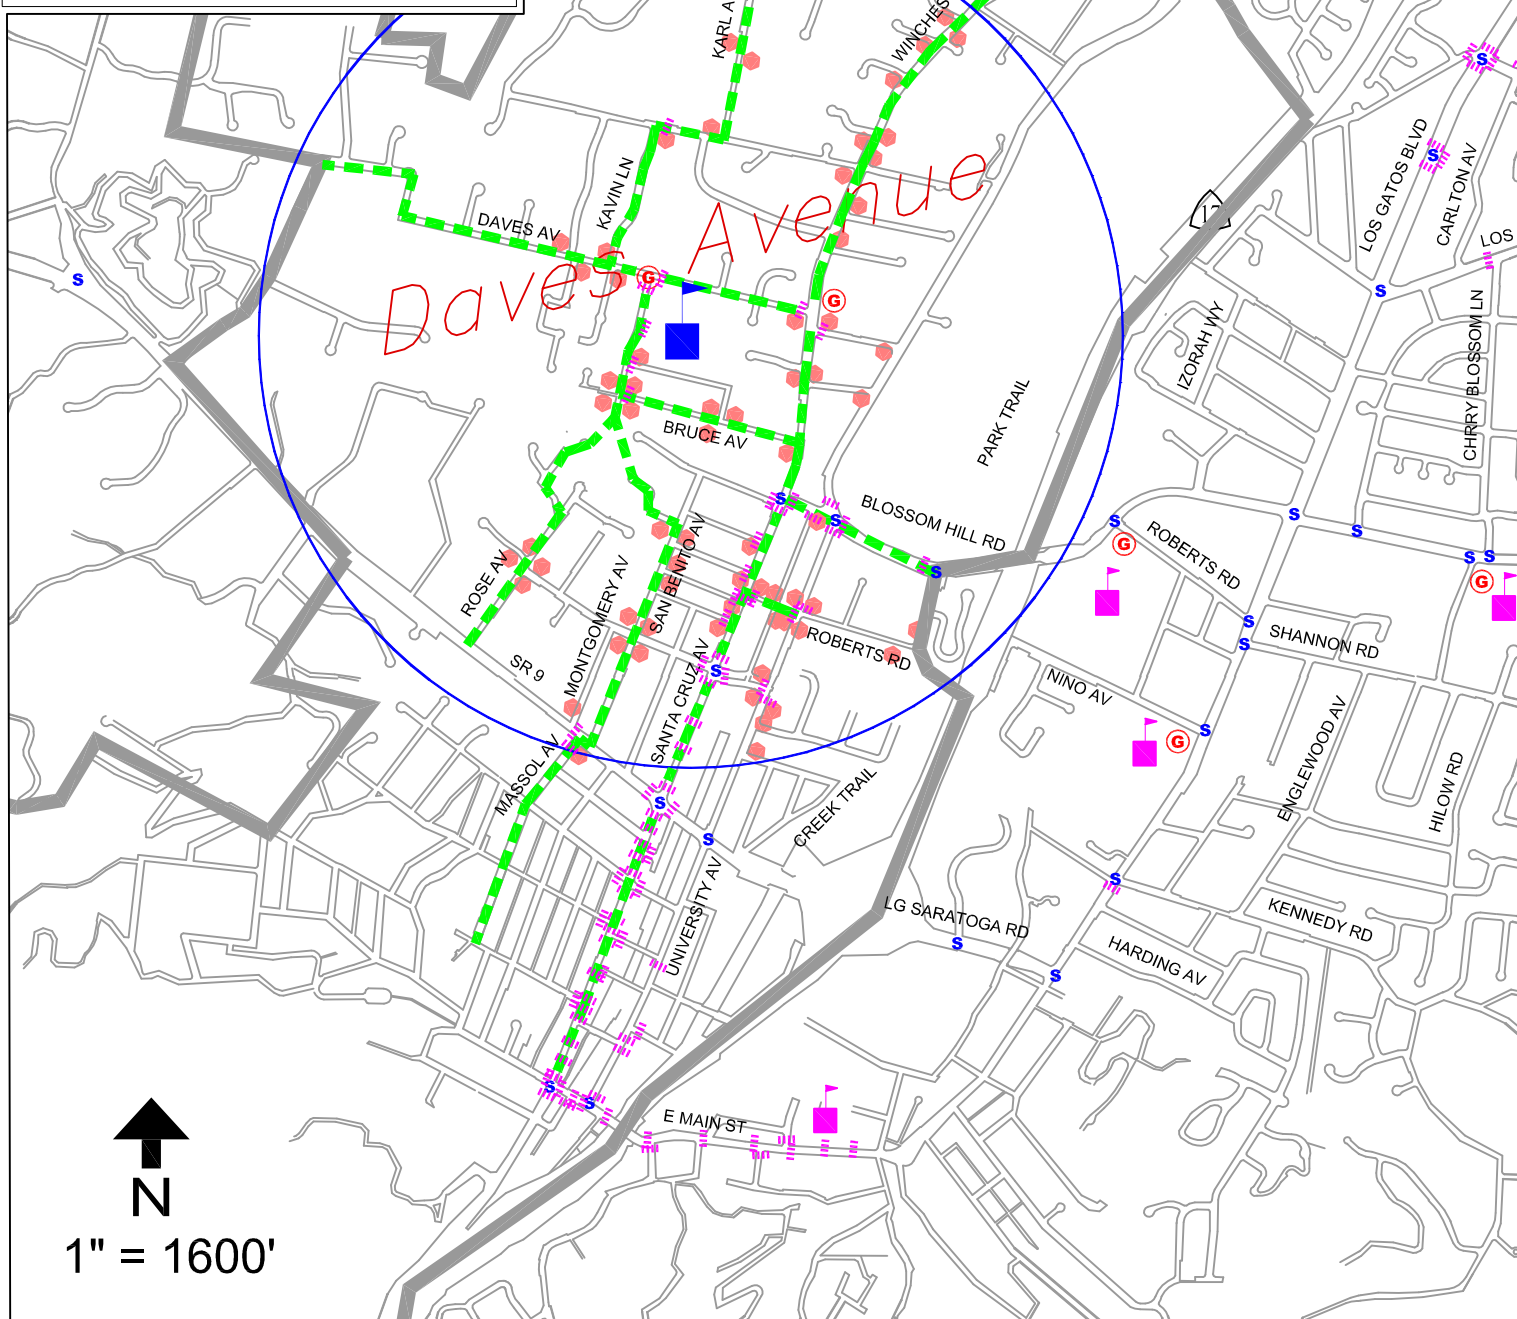 KARL A
WINCHES
LOS GATOS BLVD
CARLTON AV
LOS
17
KAVIN LN
DAVES AV
Daves Avenue
G
G
S
S
S
S
IZORAH WY
CHRRY BLOSSOM LN
PARK TRAIL
BRUCE AV
BLOSSOM HILL RD
S
S
S
S
S
S
S
S
G
G
ROBERTS RD
ROSE AV
MONTGOMERY AV
SAN BENITO AV
ROBERTS RD
SHANNON RD
S
S
SR 9
SANTA CRUZ AV
S
NINO AV
G
S
MASSOL AV
CREEK TRAIL
ENGLEWOOD AV
HILOW RD
S
S
UNIVERSITY AV
S
LG SARATOGA RD
KENNEDY RD
HARDING AV
S
S
S
S
E MAIN ST
N
1" = 1600'